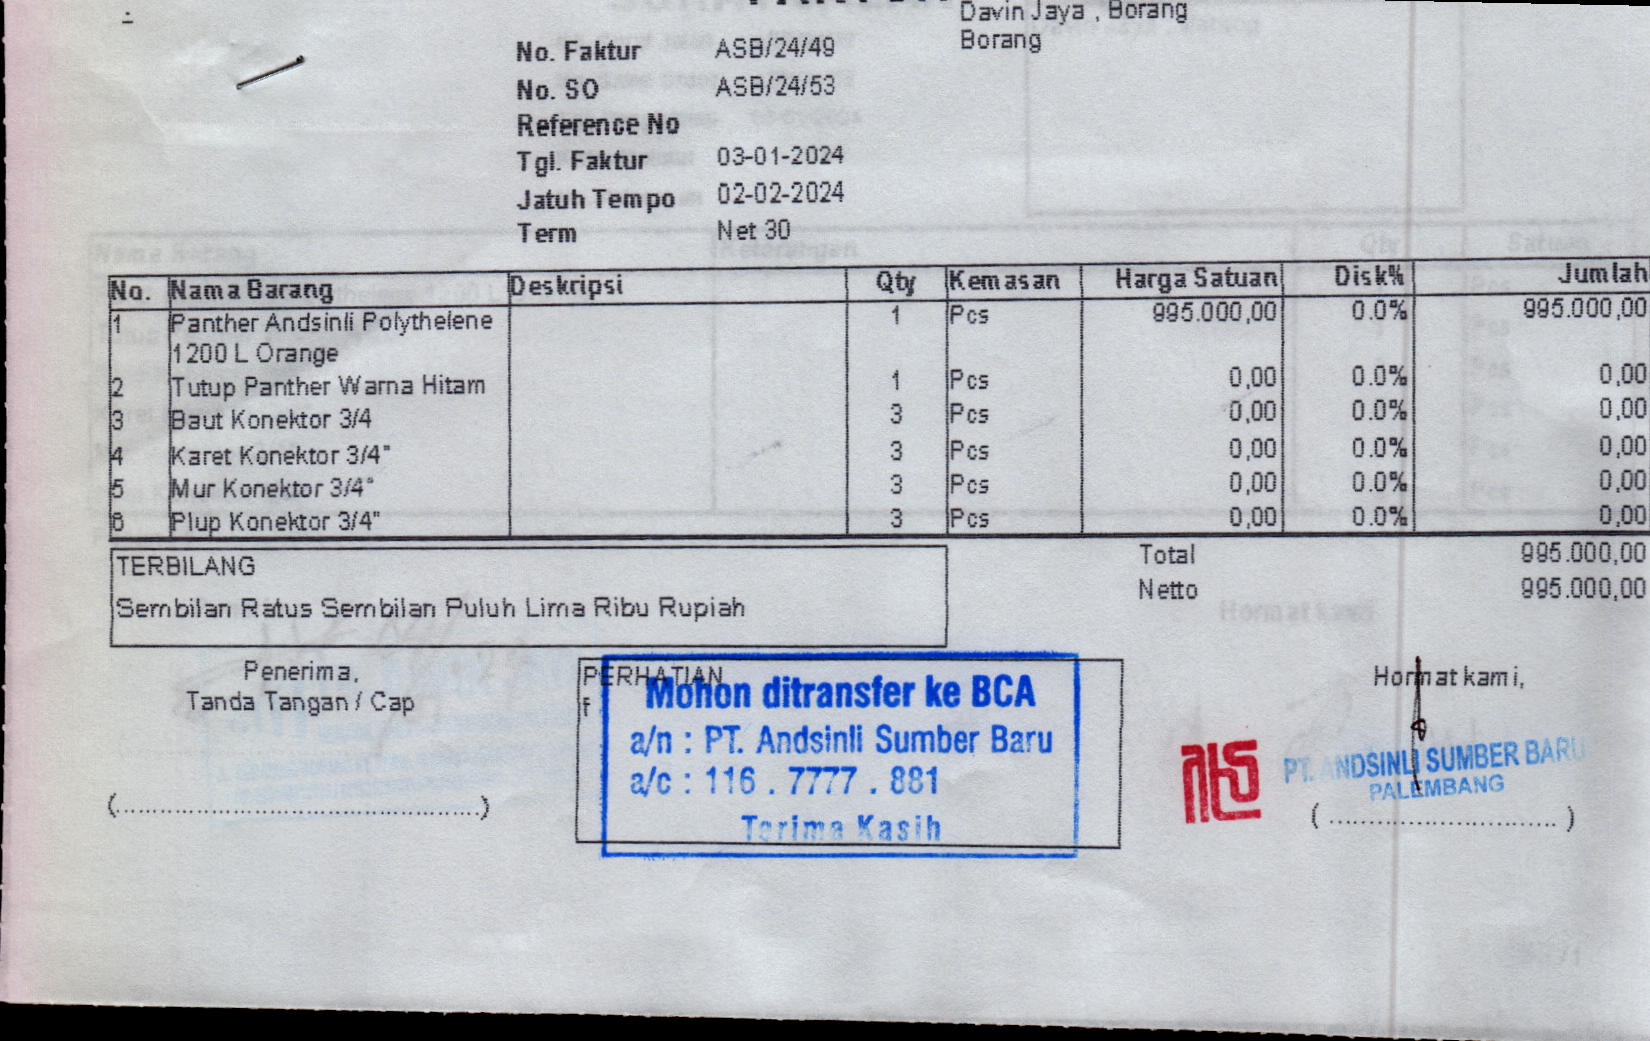 Davin Jaya , Borang
Borang
No. Faktur ASB/24/49
No. SO ASB/24/53
Reference No
Tgl. Faktur 03-01-2024
Jatuh Tempo 02-02-2024
Term Net 30
No. Nama Barang Deskripsi Qty Kemasan Harga Satuan Disk% Jumlah
1 Panther Andsinli Polythelene 1 Pcs 995.000,00 0.0% 995.000,00
1200 L Orange
2 Tutup Panther Warna Hitam 1 Pcs 0,00 0.0% 0,00
3 Baut Konektor 3/4 3 Pcs 0,00 0.0% 0,00
4 Karet Konektor 3/4" 3 Pcs 0,00 0.0% 0,00
5 Mur Konektor 3/4" 3 Pcs 0,00 0.0% 0,00
6 Plup Konektor 3/4" 3 Pcs 0,00 0.0% 0,00
TERBILANG
Sembilan Ratus Sembilan Puluh Lima Ribu Rupiah
Total 995.000,00
Netto 995.000,00
Penerima,
Tanda Tangan / Cap
(..................................................)
PERHATIAN
f
Mohon ditransfer ke BCA
a/n : PT. Andsinli Sumber Baru
a/c : 116 . 7777 . 881
Terima Kasih
Hormat kami,
PT. ANDSINLI SUMBER BARU
PALEMBANG
( ............................... )